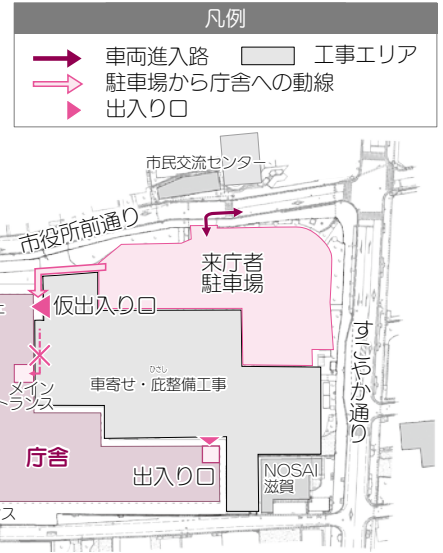 凡例
車両進入路
工事エリア
駐車場から庁舎への動線
出入り口
市民交流センター
市役所前通り
来庁者
駐車場
仮出入り口
すこやか通り
ひさし
車寄せ・庇整備工事
メイン
トランス
庁舎
出入り口
NOSAI
滋賀